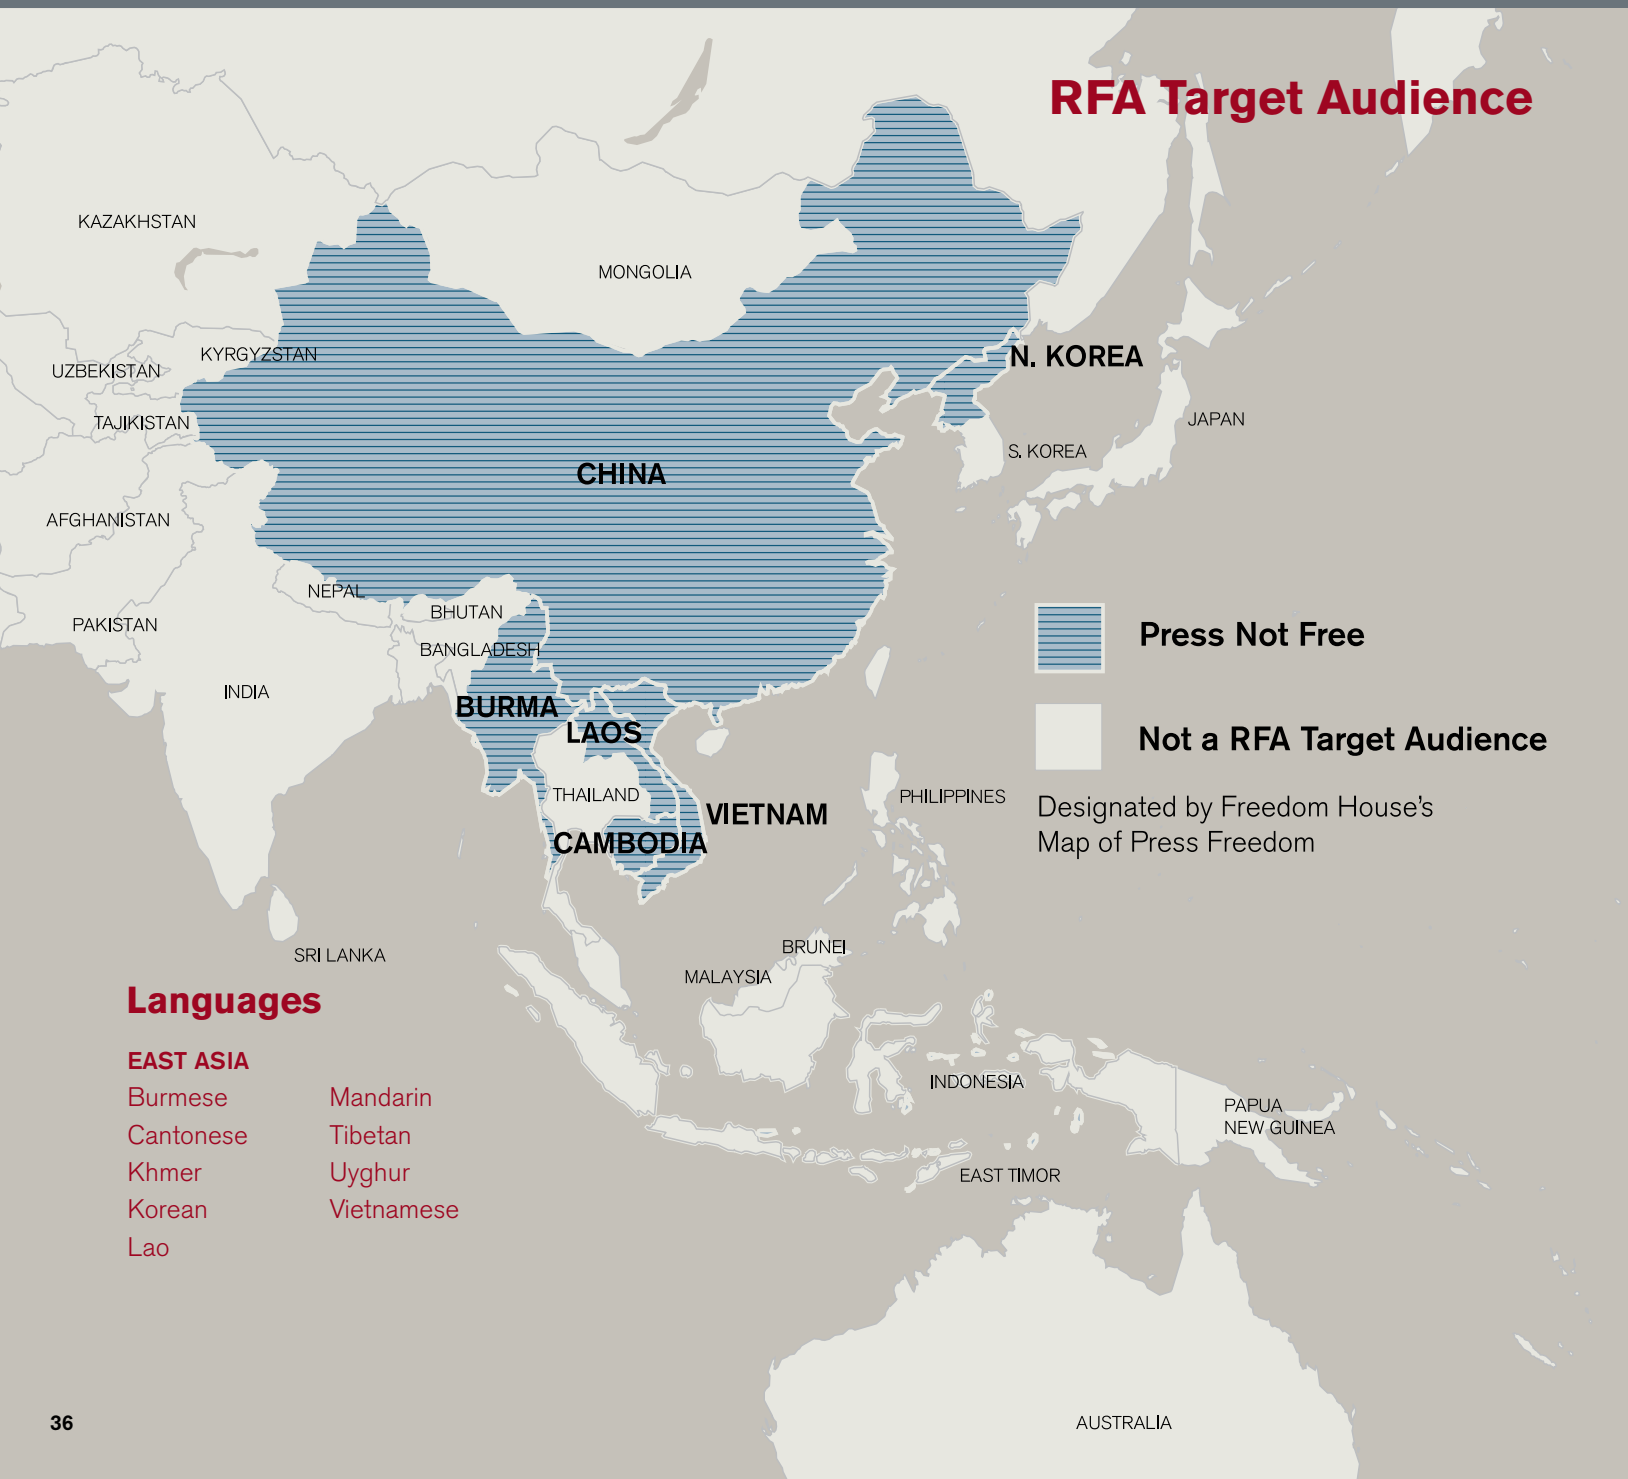 RFA Target Audience
KAZAKHSTAN
MONGOLIA
KYRGYZSTAN
UZBEKISTAN
N. KOREA
TAJIKISTAN
JAPAN
S. KOREA
CHINA
AFGHANISTAN
NEPAL
BHUTAN
PAKISTAN
BANGLADESH
INDIA
BURMA
LAOS
THAILAND
VIETNAM
CAMBODIA
PHILIPPINES
Press Not Free
Not a RFA Target Audience
Designated by Freedom House’s
Map of Press Freedom
SRI LANKA
BRUNEI
MALAYSIA
INDONESIA
PAPUA
NEW GUINEA
EAST TIMOR
AUSTRALIA
Languages
EAST ASIA
Burmese
Cantonese
Khmer
Korean
Lao
Mandarin
Tibetan
Uyghur
Vietnamese
36